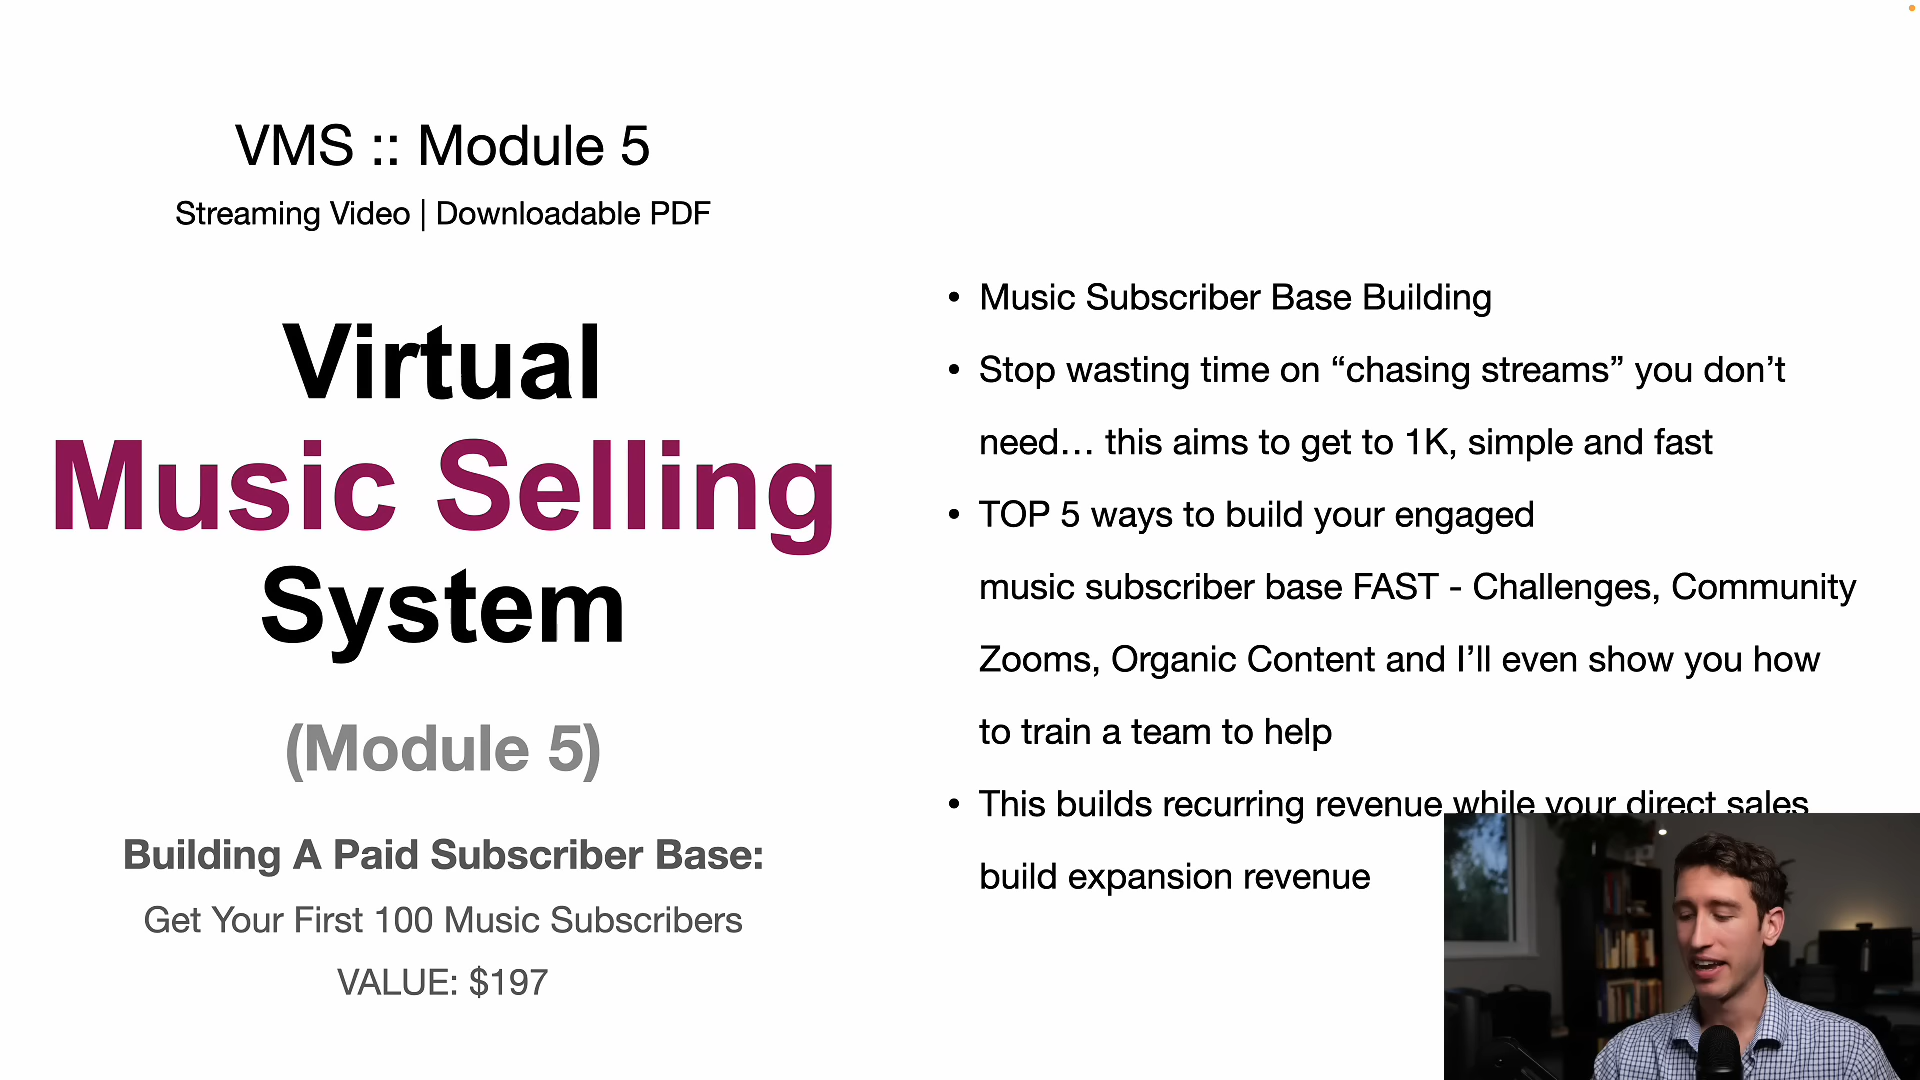 VMS :: Module 5
Streaming Video | Downloadable PDF
Virtual
Music Selling
System
(Module 5)
Building A Paid Subscriber Base:
Get Your First 100 Music Subscribers
VALUE: $197
• Music Subscriber Base Building
• Stop wasting time on “chasing streams” you don’t
need… this aims to get to 1K, simple and fast
• TOP 5 ways to build your engaged
music subscriber base FAST - Challenges, Community
Zooms, Organic Content and I’ll even show you how
to train a team to help
• This builds recurring revenue while your direct sales
build expansion revenue